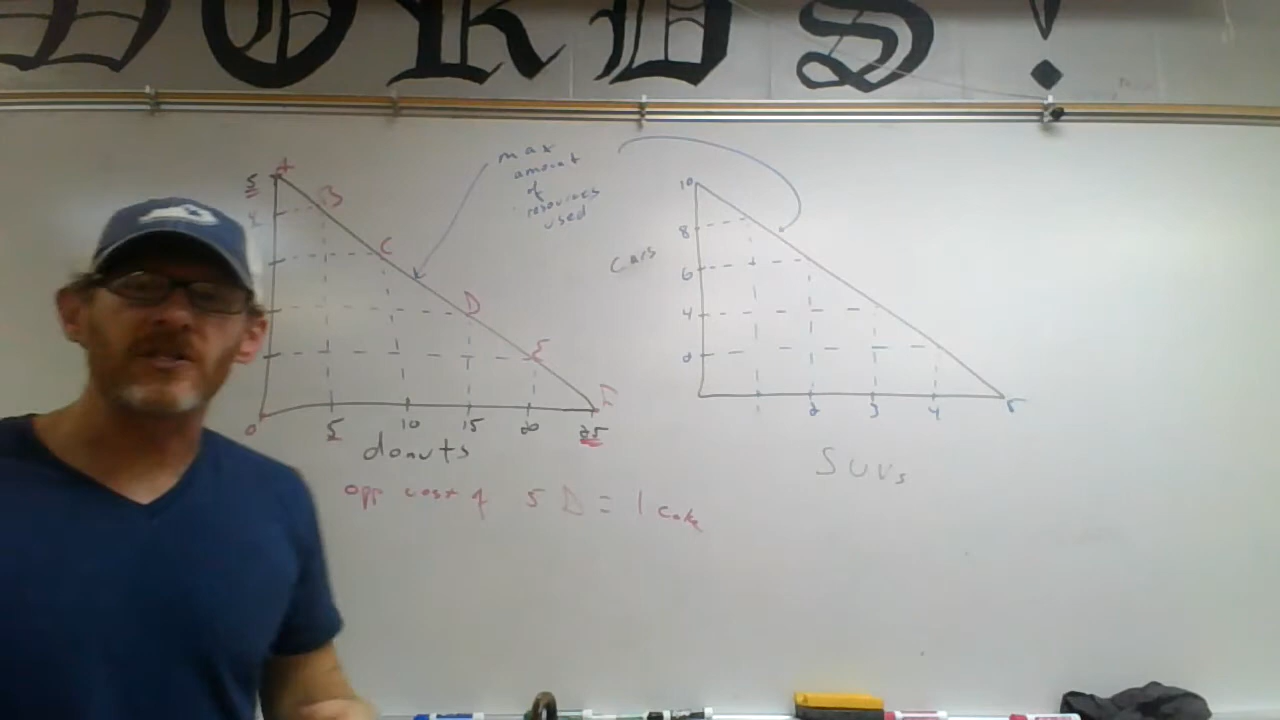 WORDS!
max
amount
of
resources
used
A
B
C
D
E
F
5
4
0
5
10
15
20
25
donuts
opp cost of 5 D = 1 cake
cars
10
8
6
4
2
2
3
4
5
SUVs